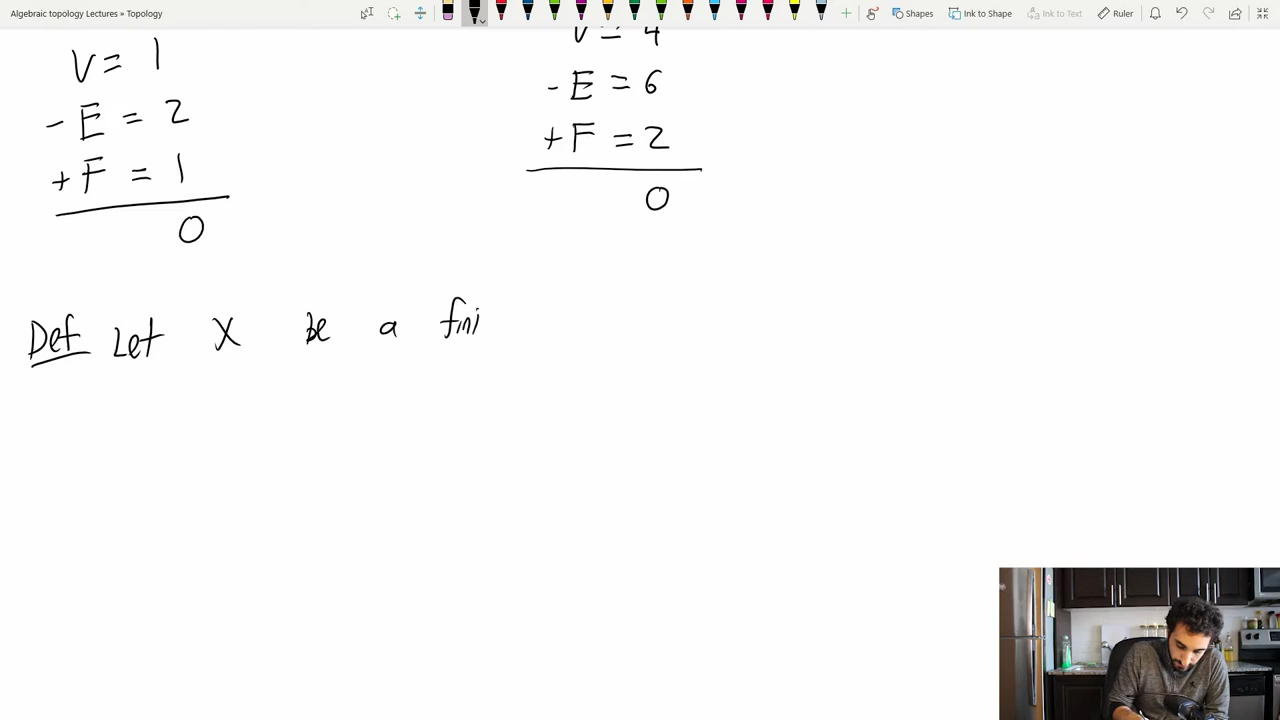 Algebraic topology Lectures » Topology
Shapes
Ink to Shape
Ink to Text
Ruler
V = 1
- E = 2
+ F = 1
0
V = 4
- E = 6
+ F = 2
0
Def Let X be a fini